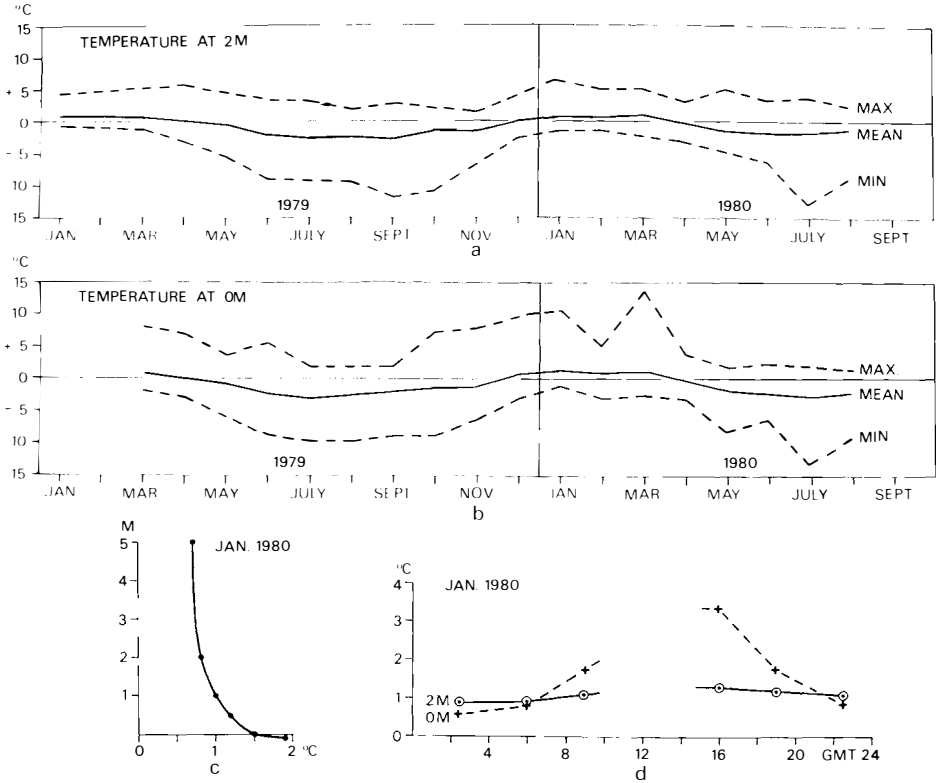 °C
15
TEMPERATURE AT 2M
10
+ 5
MAX
0
MEAN
- 5
MIN
10
1979
1980
15
JAN MAR MAY JULY SEPT NOV JAN MAR MAY JULY SEPT
a
°C
15
TEMPERATURE AT 0M
10
+ 5
MAX.
0
MEAN
- 5
MIN
10
1979
1980
15
JAN MAR MAY JULY SEPT NOV JAN MAR MAY JULY SEPT
b
M
5
JAN. 1980
4
3
2
1
0 1 2 °C
c
°C
4
JAN. 1980
3
2
1
2M
0M
0
4 8 12 16 20 GMT 24
d